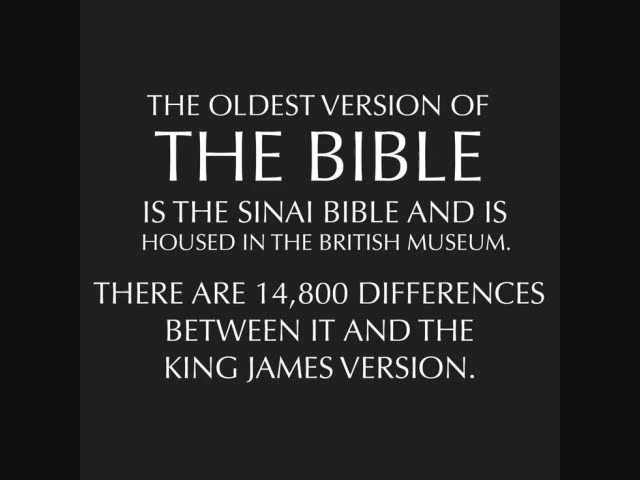 THE OLDEST VERSION OF
THE BIBLE
IS THE SINAI BIBLE AND IS
HOUSED IN THE BRITISH MUSEUM.
THERE ARE 14,800 DIFFERENCES
BETWEEN IT AND THE
KING JAMES VERSION.